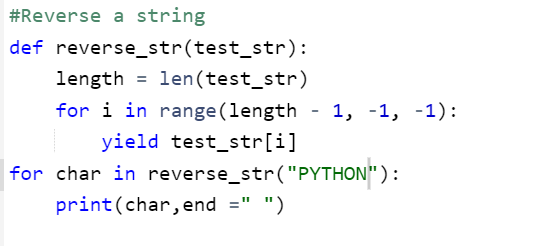 #Reverse a string
def reverse_str(test_str):
    length = len(test_str)
    for i in range(length - 1, -1, -1):
        yield test_str[i]
for char in reverse_str("PYTHON"):
    print(char,end =" ")